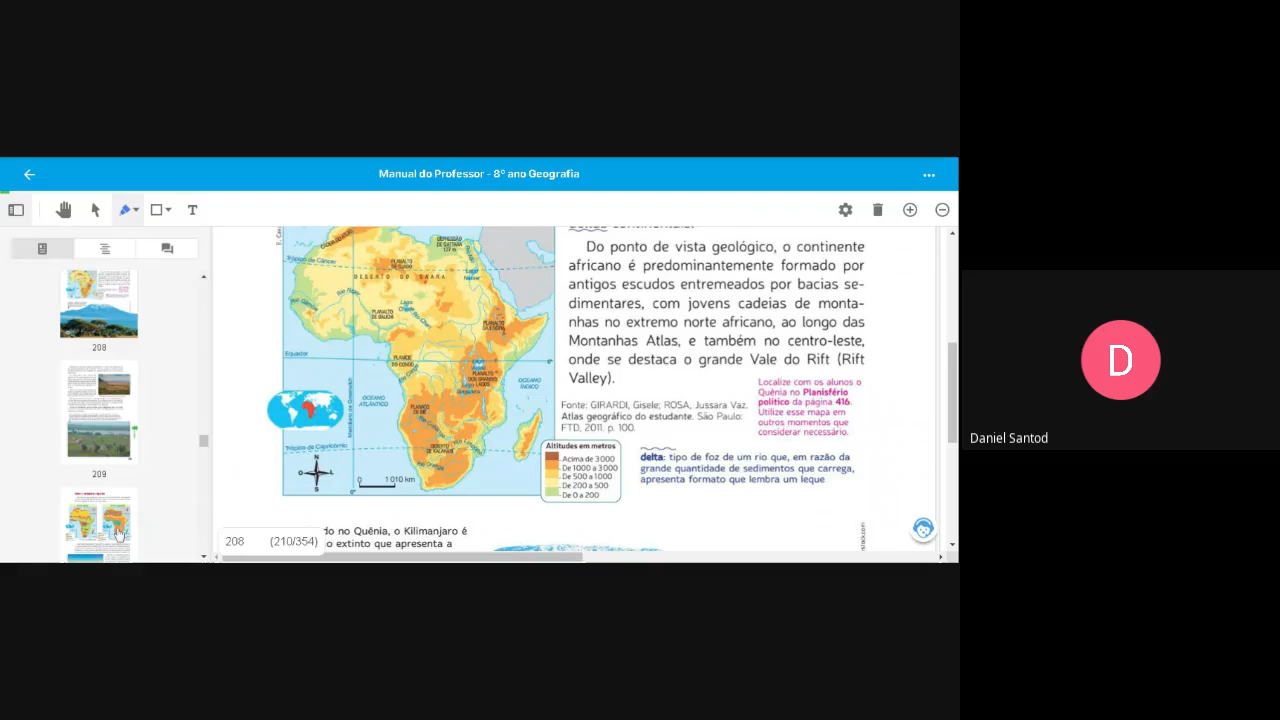 Manual do Professor - 8º ano Geografia
...
T
Do ponto de vista geológico, o continente
africano é predominantemente formado por
antigos escudos entremeados por bacias se-
dimentares, com jovens cadeias de monta-
nhas no extremo norte africano, ao longo das
Montanhas Atlas, e também no centro-leste,
onde se destaca o grande Vale do Rift (Rift
Valley).
Localize com os alunos o
Quênia no Planisfério
político da página 416.
Utilize esse mapa em
outros momentos que
considerar necessário.
Fonte: GIRARDI, Gisele; ROSA, Jussara Vaz.
Atlas geográfico do estudante. São Paulo:
FTD, 2011. p. 100.
delta: tipo de foz de um rio que, em razão da
grande quantidade de sedimentos que carrega,
apresenta formato que lembra um leque
Trópico de Câncer
DESERTO DO SAARA
Equador
0°
OCEANO
ATLÂNTICO
OCEANO
ÍNDICO
Meridiano de
Trópico de Capricórnio
DESERTO
N
O
L
S
0
1 010 km
0°
Altitudes em metros
Acima de 3 000
De 1 000 a 3 000
De 500 a 1 000
De 200 a 500
De 0 a 200
do no Quênia, o Kilimanjaro é
o extinto que apresenta a
208 (210/354)
208
209
D
Daniel Santod